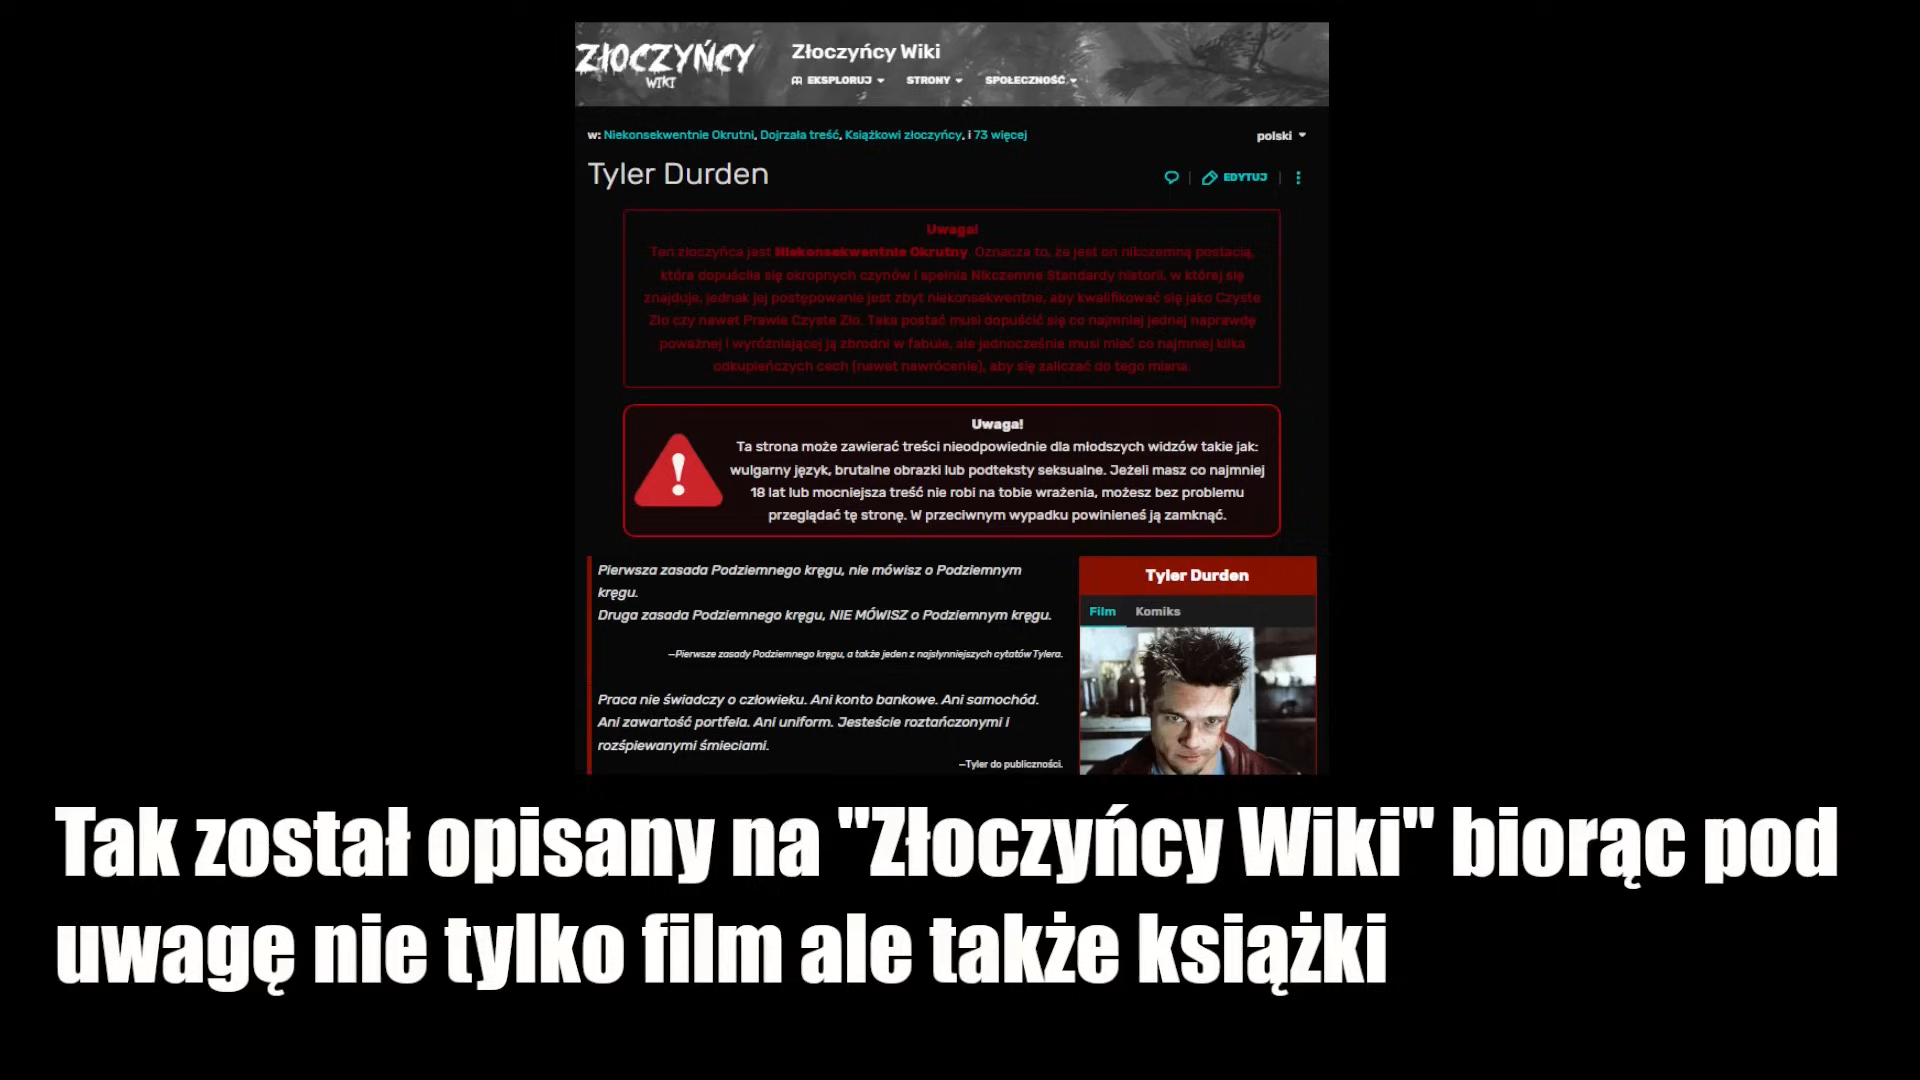 ZŁOCZYŃCY
WIKI
Złoczyńcy Wiki
EKSPLORUJ STRONY SPOŁECZNOŚĆ
w: Niekonsekwentnie Okrutni, Dojrzała treść, Książkowi złoczyńcy, i 73 więcej
polski
Tyler Durden
EDYTUJ
Uwaga!
Ten złoczyńca jest Niekonsekwentnie Okrutny. Oznacza to, że jest on nikczemną postacią,
która dopuściła się okropnych czynów i spełnia Nikczemne Standardy historii, w której się
znajduje, jednak jej postępowanie jest zbyt niekonsekwentne, aby kwalifikować się jako Czyste
Zło czy nawet Prawie Czyste Zło. Taka postać musi dopuścić się co najmniej jednej naprawdę
poważnej i wyróżniającej ją zbrodni w fabule, ale jednocześnie musi mieć co najmniej kilka
odkupieńczych cech (nawet nawrócenie), aby się zaliczać do tego miana.
Uwaga!
Ta strona może zawierać treści nieodpowiednie dla młodszych widzów takie jak:
wulgarny język, brutalne obrazki lub podteksty seksualne. Jeżeli masz co najmniej
18 lat lub mocniejsza treść nie robi na tobie wrażenia, możesz bez problemu
przeglądać tę stronę. W przeciwnym wypadku powinieneś ją zamknąć.
Pierwsza zasada Podziemnego kręgu, nie mówisz o Podziemnym
kręgu.
Druga zasada Podziemnego kręgu, NIE MÓWISZ o Podziemnym kręgu.
—Pierwsze zasady Podziemnego kręgu, a także jeden z najsłynniejszych cytatów Tylera.
Praca nie świadczy o człowieku. Ani konto bankowe. Ani samochód.
Ani zawartość portfela. Ani uniform. Jesteście roztańczonymi i
rozśpiewanymi śmieciami.
—Tyler do publiczności.
Tyler Durden
Film Komiks
Tak został opisany na "Złoczyńcy Wiki" biorąc pod
uwagę nie tylko film ale także książki